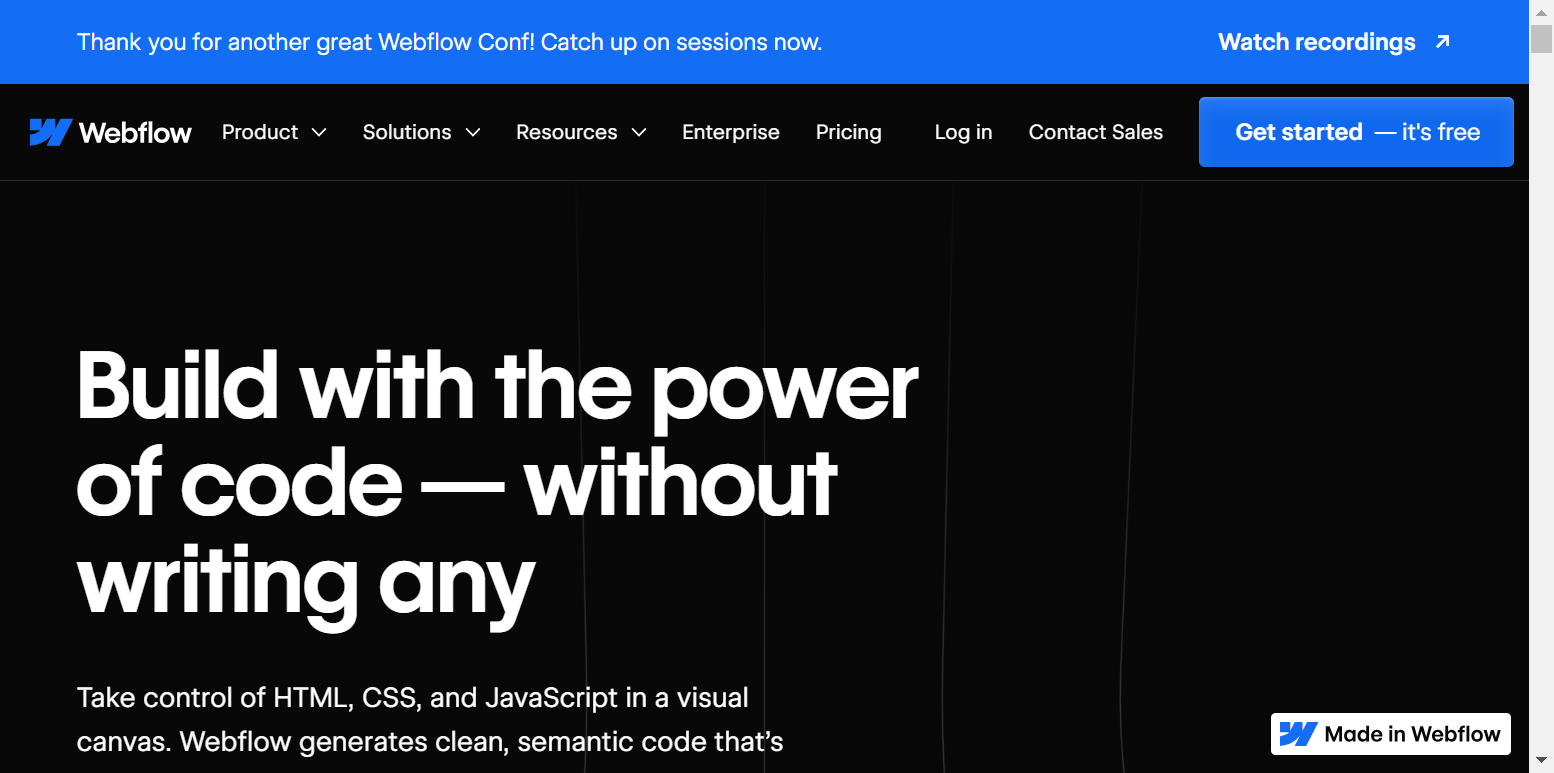 Thank you for another great Webflow Conf! Catch up on sessions now.
Watch recordings
Webflow
Product
Solutions
Resources
Enterprise
Pricing
Log in
Contact Sales
Get started — it's free
Build with the power
of code — without
writing any
Take control of HTML, CSS, and JavaScript in a visual
canvas. Webflow generates clean, semantic code that’s
Made in Webflow